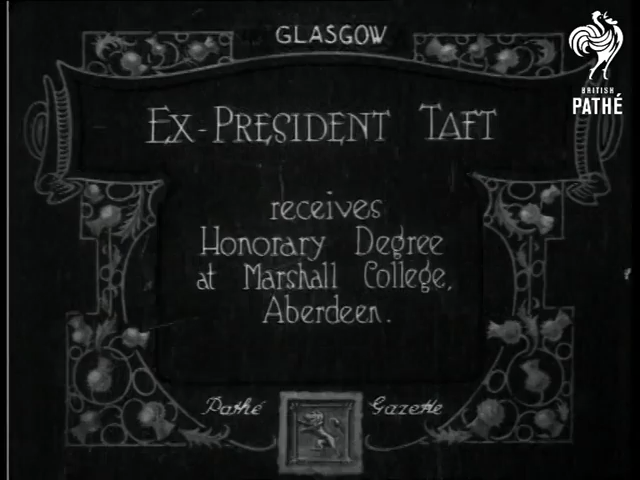 GLASGOW
BRITISH
PATHÉ
EX-PRESIDENT TAFT
receives
Honorary Degree
at Marshall College,
Aberdeen.
Pathé Gazette